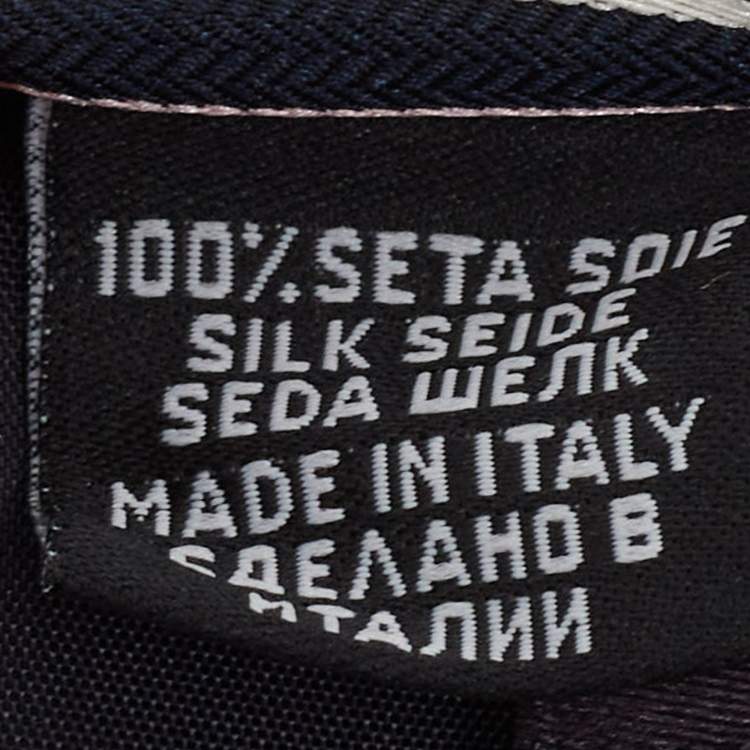 100% SETA SOIE
SILK SEIDE
SEDA ШЕЛК
MADE IN ITALY
СДЕЛАНО В
ИТАЛИИ